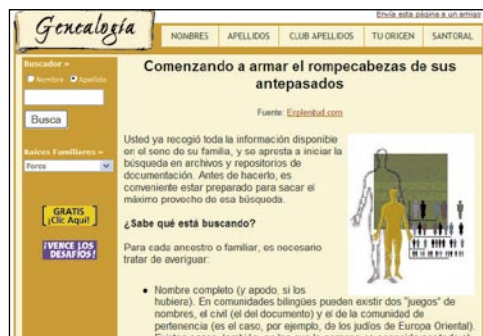 Genealogía
Envía esta página a un amigo
NOMBRES
APELLIDOS
CLUB APELLIDOS
TU ORIGEN
SANTORAL
Buscador »
Nombre
Apellido
Busca
Raíces Familiares »
Foros
GRATIS
¡Clic Aquí!
¡VENCE LOS
DESAFÍOS!
Comenzando a armar el rompecabezas de sus
antepasados
Fuente: Enplenitud.com
Usted ya recogió toda la información disponible
en el seno de su familia, y se apresta a iniciar la
búsqueda en archivos y repositorios de
documentación. Antes de hacerlo, es
conveniente estar preparado para sacar el
máximo provecho de esa búsqueda.
¿Sabe qué está buscando?
Para cada ancestro o familiar, es necesario
tratar de averiguar:
• Nombre completo (y apodo, si los
hubiera). En comunidades bilingües pueden existir dos "juegos" de
nombres, el civil (el del documento) y el de la comunidad de
pertenencia (es el caso, por ejemplo, de los judíos de Europa Oriental).